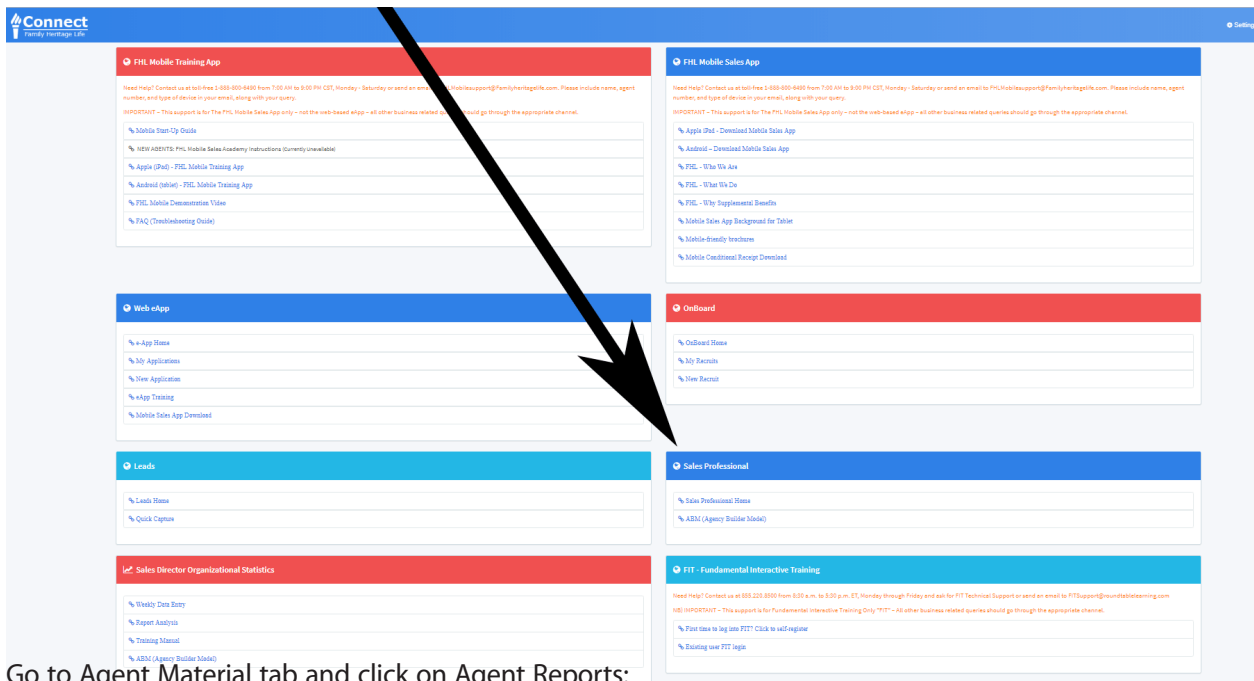 Connect
Family Heritage Life
Setting
FHL Mobile Training App
Need Help? Contact us at toll-free 1-888-800-6490 from 7:00 AM to 9:00 PM CST, Monday - Saturday or send an email
LMobilesupport@Familyheritagelife.com. Please include name, agent
number, and type of device in your email, along with your query.
IMPORTANT – This support is for The FHL Mobile Sales App only – not the web-based eApp – all other business related
should go through the appropriate channel.
Mobile Start-Up Guide
NEW AGENTS: FHL Mobile Sales Academy Instructions (Currently Unavailable)
Apple (iPad) - FHL Mobile Training App
Android (tablet) - FHL Mobile Training App
FHL Mobile Demonstration Video
FAQ (Troubleshooting Guide)
FHL Mobile Sales App
Need Help? Contact us at toll-free 1-888-800-6490 from 7:00 AM to 9:00 PM CST, Monday - Saturday or send an email to FHLMobilesupport@Familyheritagelife.com. Please include name, agent
number, and type of device in your email, along with your query.
IMPORTANT – This support is for The FHL Mobile Sales App only – not the web-based eApp – all other business related queries should go through the appropriate channel.
Apple iPad - Download Mobile Sales App
Android – Download Mobile Sales App
FHL - Who We Are
FHL - What We Do
FHL - Why Supplemental Benefits
Mobile Sales App Background for Tablet
Mobile-friendly brochures
Mobile Conditional Receipt Download
Web eApp
e-App Home
My Applications
New Application
eApp Training
Mobile Sales App Download
OnBoard
OnBoard Home
My Recruits
New Recruit
Leads
Leads Home
Quick Capture
Sales Professional
Sales Professional Home
ABM (Agency Builder Model)
Sales Director Organizational Statistics
Weekly Data Entry
Report Analysis
Training Manual
ABM (Agency Builder Model)
FIT - Fundamental Interactive Training
Need Help? Contact us at 855.220.8500 from 8:30 a.m. to 5:30 p.m. ET, Monday through Friday and ask for FIT Technical Support or send an email to FITSupport@roundtablelearning.com
NB! IMPORTANT – This support is for Fundamental Interactive Training Only "FIT" – All other business related queries should go through the appropriate channel.
First time to log into FIT? Click to self-register
Existing user FIT login
Go to Agent Material tab and click on Agent Reports: